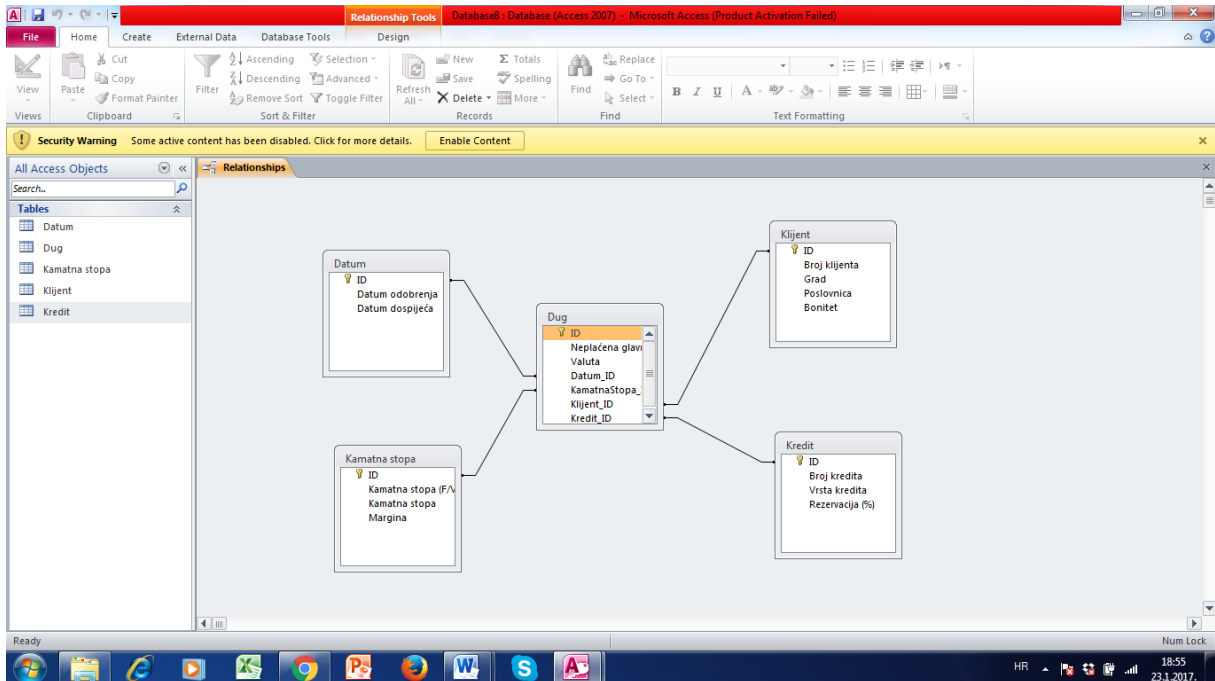 Relationship Tools
Database8 : Database (Access 2007) - Microsoft Access (Product Activation Failed)
File Home Create External Data Database Tools Design
View
Paste
Cut
Copy
Format Painter
Filter
Ascending
Descending
Remove Sort
Selection
Advanced
Toggle Filter
Refresh
All
New
Save
Delete
Totals
Spelling
More
Find
Replace
Go To
Select
B I U A
Views Clipboard Sort & Filter Records Find Text Formatting
Security Warning Some active content has been disabled. Click for more details. Enable Content
All Access Objects
Search...
Tables
Datum
Dug
Kamatna stopa
Klijent
Kredit
Relationships
Datum
ID
Datum odobrenja
Datum dospijeća
Kamatna stopa
ID
Kamatna stopa (F/V
Kamatna stopa
Margina
Dug
ID
Neplaćena glavn
Valuta
Datum_ID
KamatnaStopa_
Klijent_ID
Kredit_ID
Klijent
ID
Broj klijenta
Grad
Poslovnica
Bonitet
Kredit
ID
Broj kredita
Vrsta kredita
Rezervacija (%)
Ready Num Lock
HR 18:55
23.1.2017.